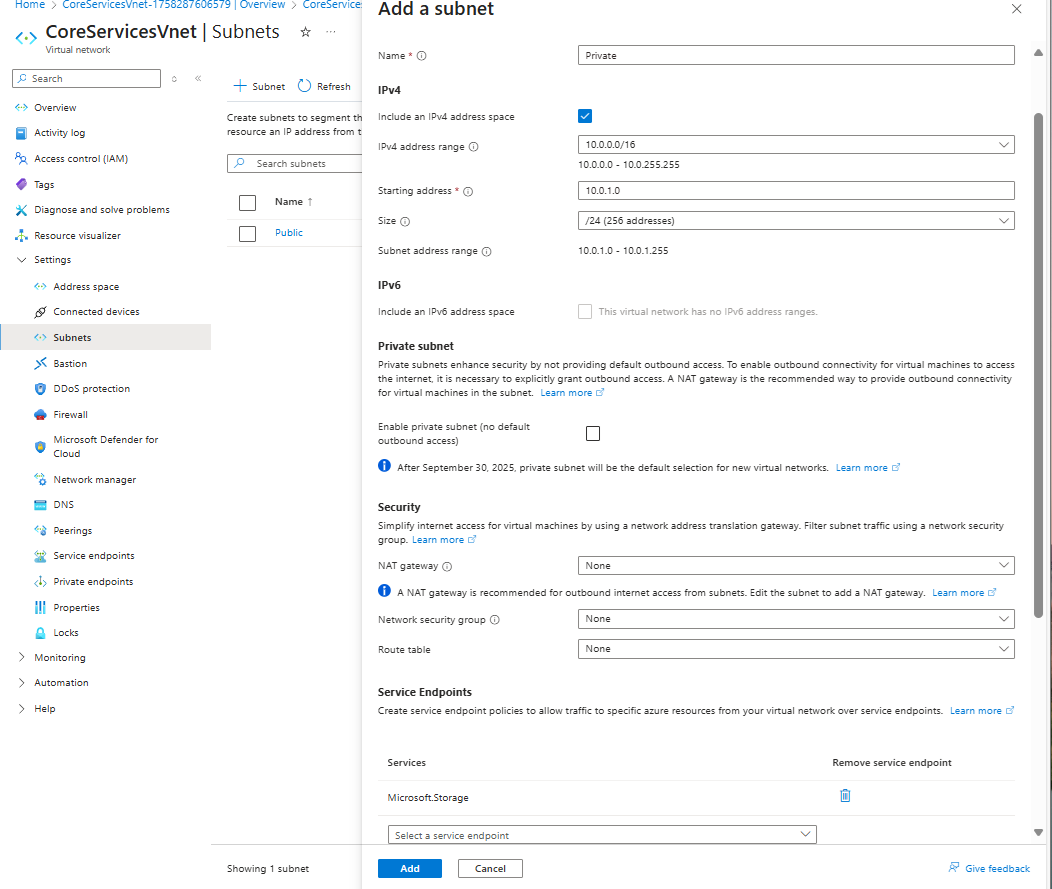 Home > CoreServicesVnet-1758287606579 | Overview > CoreService
CoreServicesVnet | Subnets
Virtual network
Search
Overview
Activity log
Access control (IAM)
Tags
Diagnose and solve problems
Resource visualizer
Settings
Address space
Connected devices
Subnets
Bastion
DDoS protection
Firewall
Microsoft Defender for
Cloud
Network manager
DNS
Peerings
Service endpoints
Private endpoints
Properties
Locks
Monitoring
Automation
Help
Subnet Refresh
Create subnets to segment th
resource an IP address from t
Search subnets
Name ↑
Public
Showing 1 subnet
Add a subnet
Name * Private
IPv4
Include an IPv4 address space
IPv4 address range 10.0.0.0/16
10.0.0.0 - 10.0.255.255
Starting address * 10.0.1.0
Size /24 (256 addresses)
Subnet address range 10.0.1.0 - 10.0.1.255
IPv6
Include an IPv6 address space This virtual network has no IPv6 address ranges.
Private subnet
Private subnets enhance security by not providing default outbound access. To enable outbound connectivity for virtual machines to access
the internet, it is necessary to explicitly grant outbound access. A NAT gateway is the recommended way to provide outbound connectivity
for virtual machines in the subnet. Learn more
Enable private subnet (no default
outbound access)
After September 30, 2025, private subnet will be the default selection for new virtual networks. Learn more
Security
Simplify internet access for virtual machines by using a network address translation gateway. Filter subnet traffic using a network security
group. Learn more
NAT gateway None
A NAT gateway is recommended for outbound internet access from subnets. Edit the subnet to add a NAT gateway. Learn more
Network security group None
Route table None
Service Endpoints
Create service endpoint policies to allow traffic to specific azure resources from your virtual network over service endpoints. Learn more
Services Remove service endpoint
Microsoft.Storage
Select a service endpoint
Add Cancel Give feedback